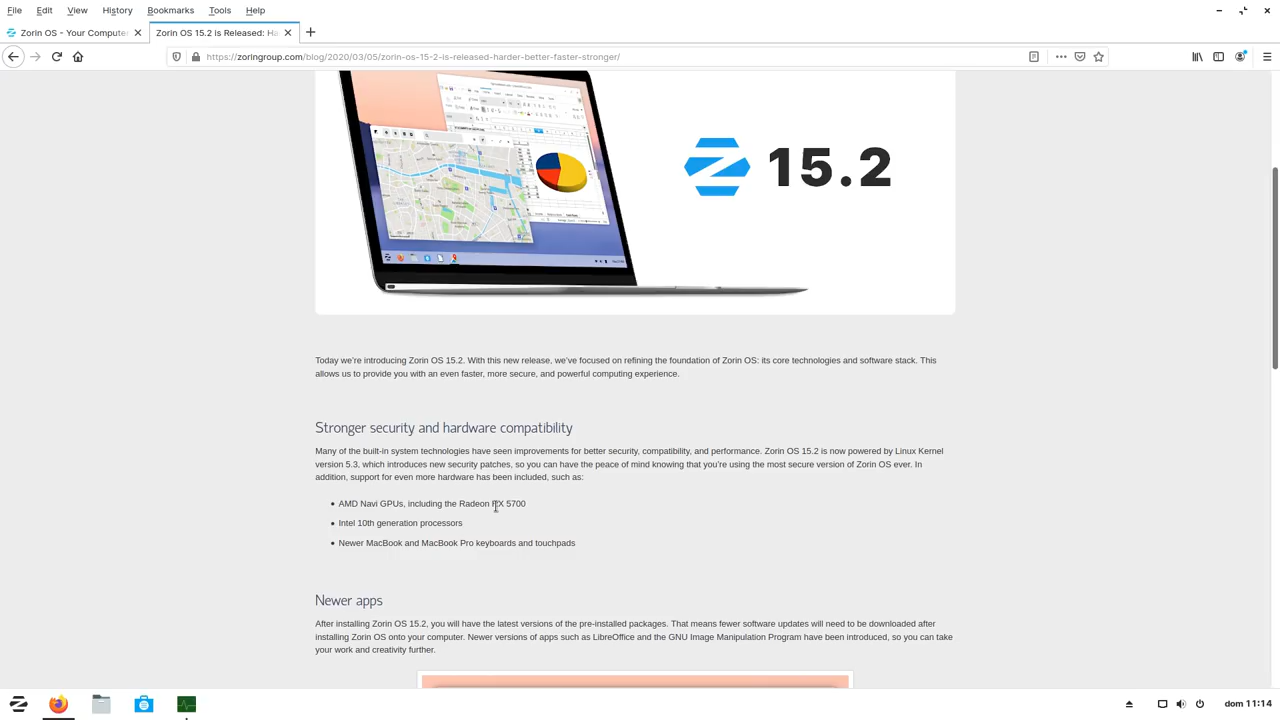 File Edit View History Bookmarks Tools Help
Zorin OS - Your Computer
Zorin OS 15.2 is Released: Ha
https://zoringroup.com/blog/2020/03/05/zorin-os-15-2-is-released-harder-better-faster-stronger/
15.2
Today we're introducing Zorin OS 15.2. With this new release, we've focused on refining the foundation of Zorin OS: its core technologies and software stack. This
allows us to provide you with an even faster, more secure, and powerful computing experience.
Stronger security and hardware compatibility
Many of the built-in system technologies have seen improvements for better security, compatibility, and performance. Zorin OS 15.2 is now powered by Linux Kernel
version 5.3, which introduces new security patches, so you can have the peace of mind knowing that you're using the most secure version of Zorin OS ever. In
addition, support for even more hardware has been included, such as:
• AMD Navi GPUs, including the Radeon RX 5700
• Intel 10th generation processors
• Newer MacBook and MacBook Pro keyboards and touchpads
Newer apps
After installing Zorin OS 15.2, you will have the latest versions of the pre-installed packages. That means fewer software updates will need to be downloaded after
installing Zorin OS onto your computer. Newer versions of apps such as LibreOffice and the GNU Image Manipulation Program have been introduced, so you can take
your work and creativity further.
dom 11:14